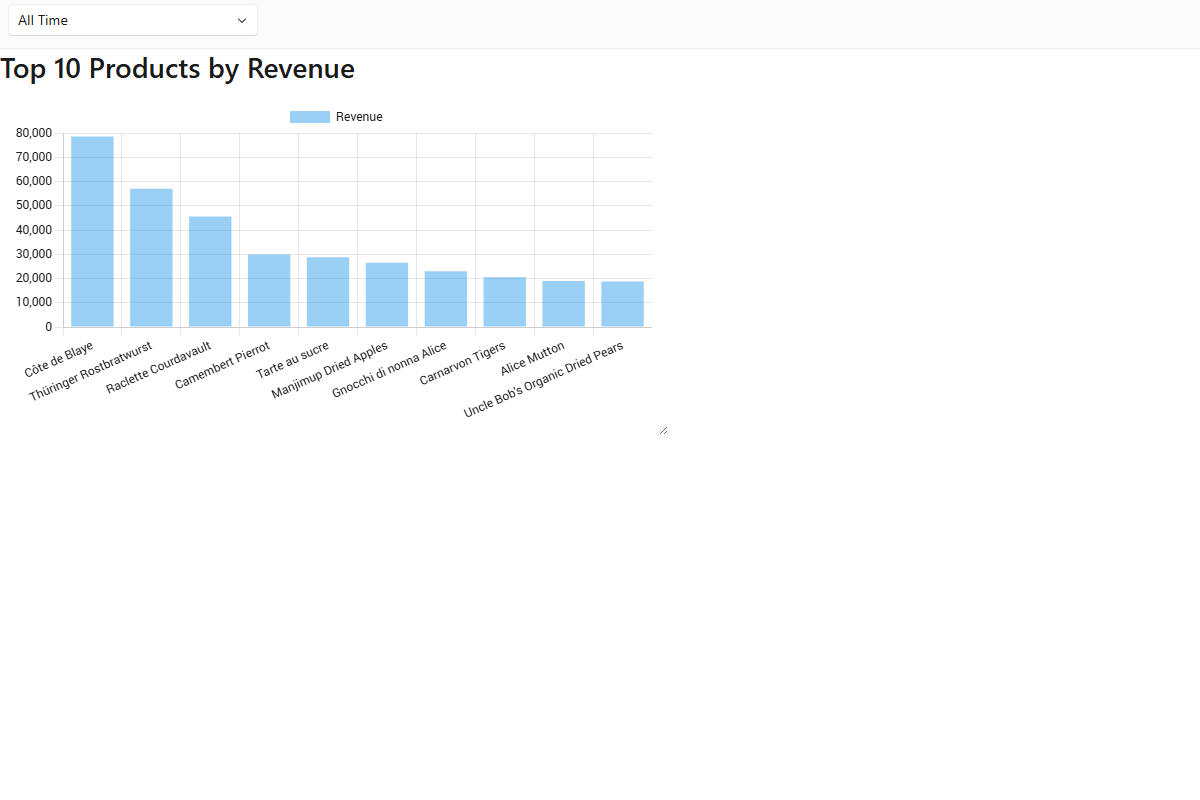 All Time
Top 10 Products by Revenue
Revenue
80,000
70,000
60,000
50,000
40,000
30,000
20,000
10,000
0
Côte de Blaye
Thüringer Rostbratwurst
Raclette Courdavault
Camembert Pierrot
Tarte au sucre
Manjimup Dried Apples
Gnocchi di nonna Alice
Carnarvon Tigers
Alice Mutton
Uncle Bob's Organic Dried Pears